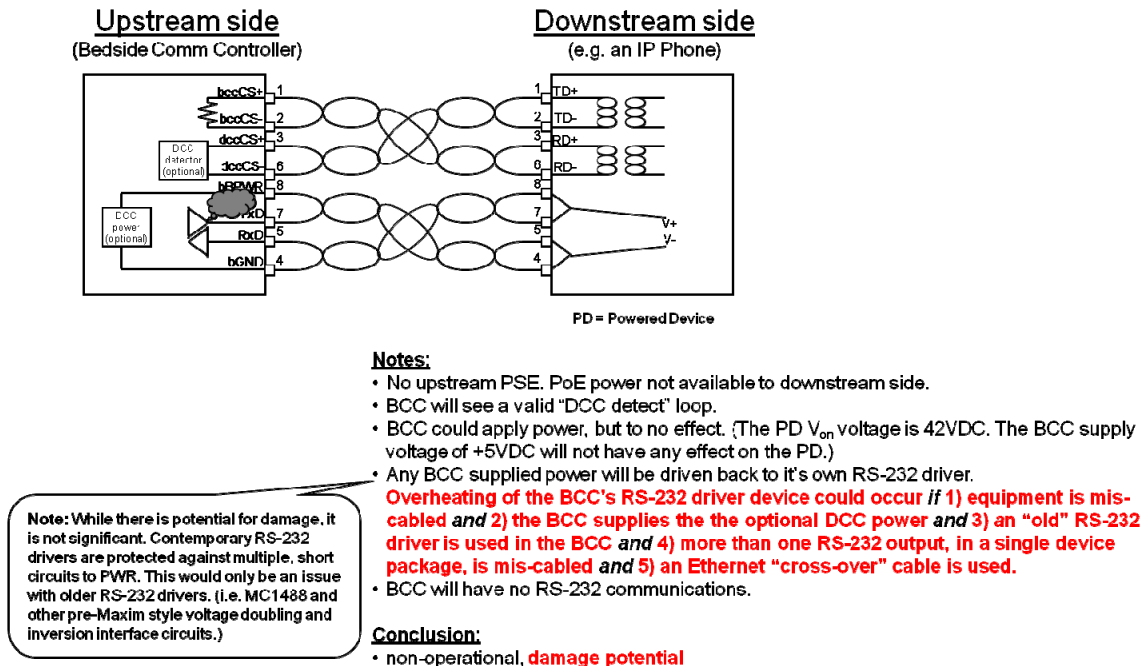 Upstream side
(Bedside Comm Controller)
Downstream side
(e.g. an IP Phone)
bccCS+ 1
bccCS- 2
dccCS+ 3
DCC detector (optional)
dccCS- 6
bBPWR 8
DCC power (optional)
7
RxD 5
bGND 4
1 TD+
2 TD-
3 RD+
6 RD-
8
7
5
4
V+
V-
PD = Powered Device
Notes:
• No upstream PSE. PoE power not available to downstream side.
• BCC will see a valid "DCC detect" loop.
• BCC could apply power, but to no effect. (The PD Von voltage is 42VDC. The BCC supply
voltage of +5VDC will not have any effect on the PD.)
• Any BCC supplied power will be driven back to it's own RS-232 driver.
Overheating of the BCC's RS-232 driver device could occur if 1) equipment is mis-
cabled and 2) the BCC supplies the the optional DCC power and 3) an "old" RS-232
driver is used in the BCC and 4) more than one RS-232 output, in a single device
package, is mis-cabled and 5) an Ethernet "cross-over" cable is used.
• BCC will have no RS-232 communications.
Note: While there is potential for damage, it
is not significant. Contemporary RS-232
drivers are protected against multiple, short
circuits to PWR. This would only be an issue
with older RS-232 drivers. (i.e. MC1488 and
other pre-Maxim style voltage doubling and
inversion interface circuits.)
Conclusion:
• non-operational, damage potential